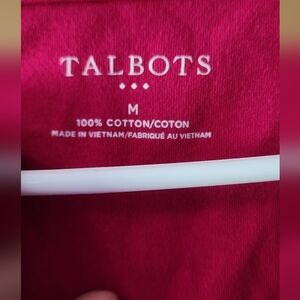 TALBOTS
M
100% COTTON/COTON
MADE IN VIETNAM/FABRIQUÉ AU VIETNAM